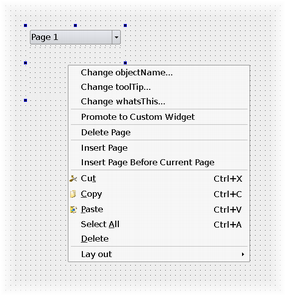 Page 1
Change objectName...
Change toolTip...
Change whatsThis...
Promote to Custom Widget
Delete Page
Insert Page
Insert Page Before Current Page
Cut Ctrl+X
Copy Ctrl+C
Paste Ctrl+V
Select All Ctrl+A
Delete
Lay out